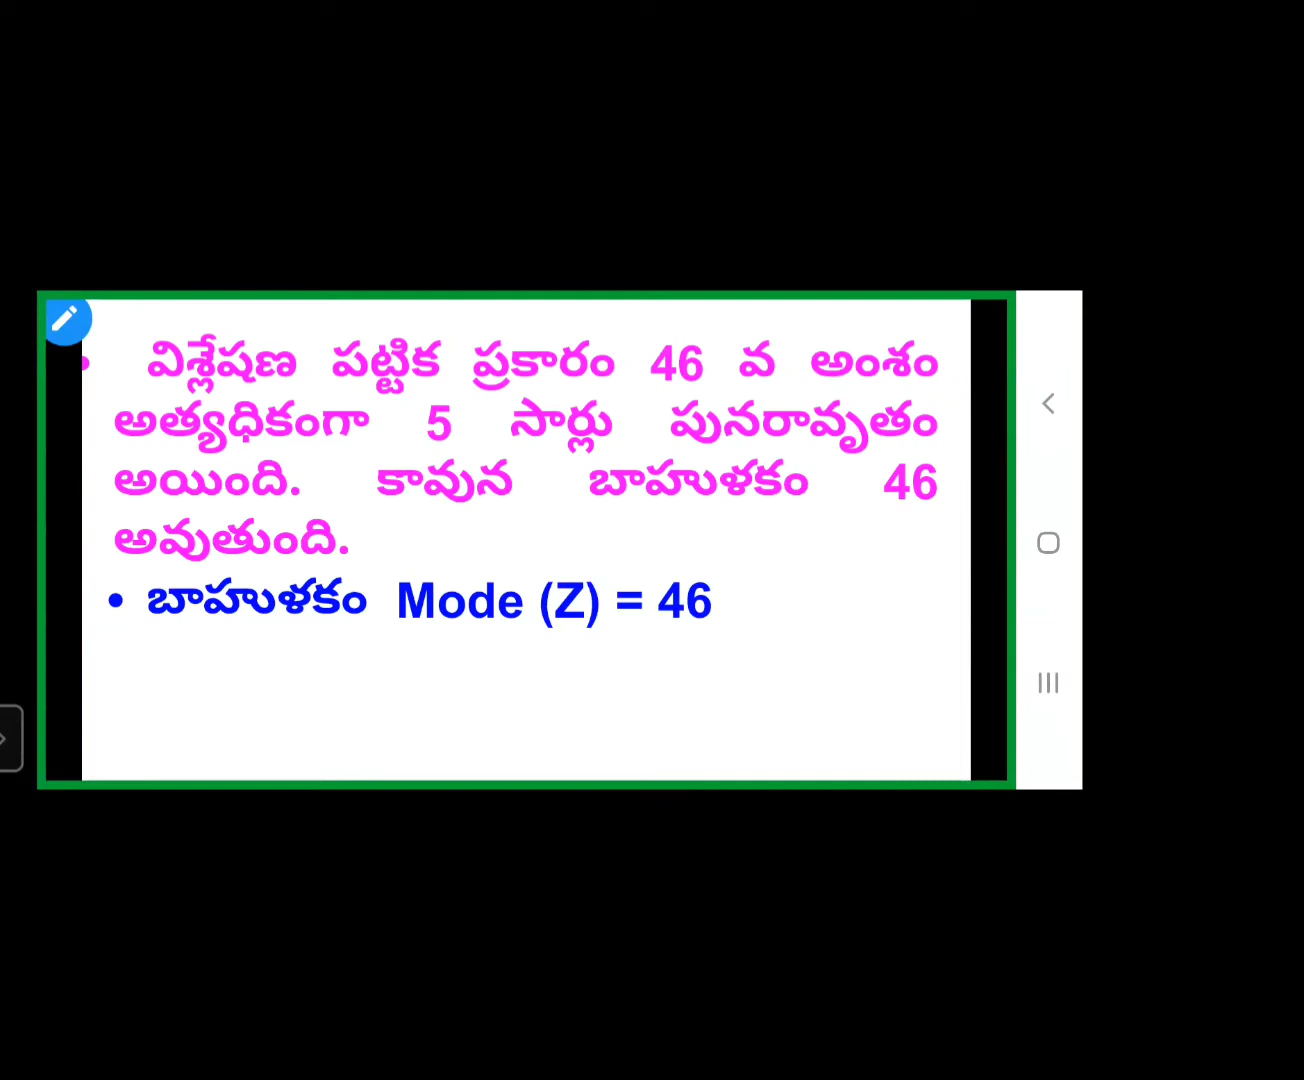 • విశ్లేషణ పట్టిక ప్రకారం 46 వ అంశం
అత్యధికంగా 5 సార్లు పునరావృతం
అయింది. కావున బాహుళకం 46
అవుతుంది.
• బాహుళకం Mode (Z) = 46